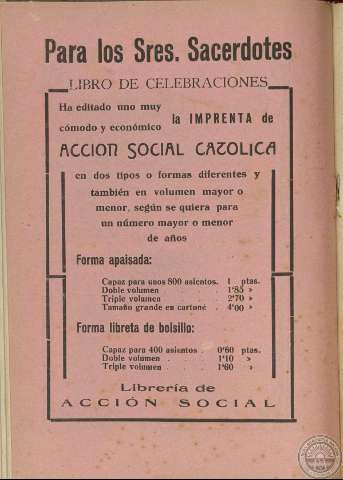 Para los Sres. Sacerdotes
LIBRO DE CELEBRACIONES
Ha editado uno muy
cómodo y económico la IMPRENTA de
ACCION SOCIAL CAZOLICA
en dos tipos o formas diferentes y
también en volumen mayor o
menor, según se quiera para
un número mayor o menor
de años
Forma apaisada:
Capaz para unos 800 asientos. 1 ptas.
Doble volumen . . . 1'85 »
Triple volumen . . . 2'70 »
Tamaño grande en cartoné . 4'00 »
Forma libreta de bolsillo:
Capaz para 400 asientos . 0'60 ptas.
Doble volumen . . . 1'10 »
Triple volumen . . . 1'60 »
Librería de
ACCIÓN SOCIAL